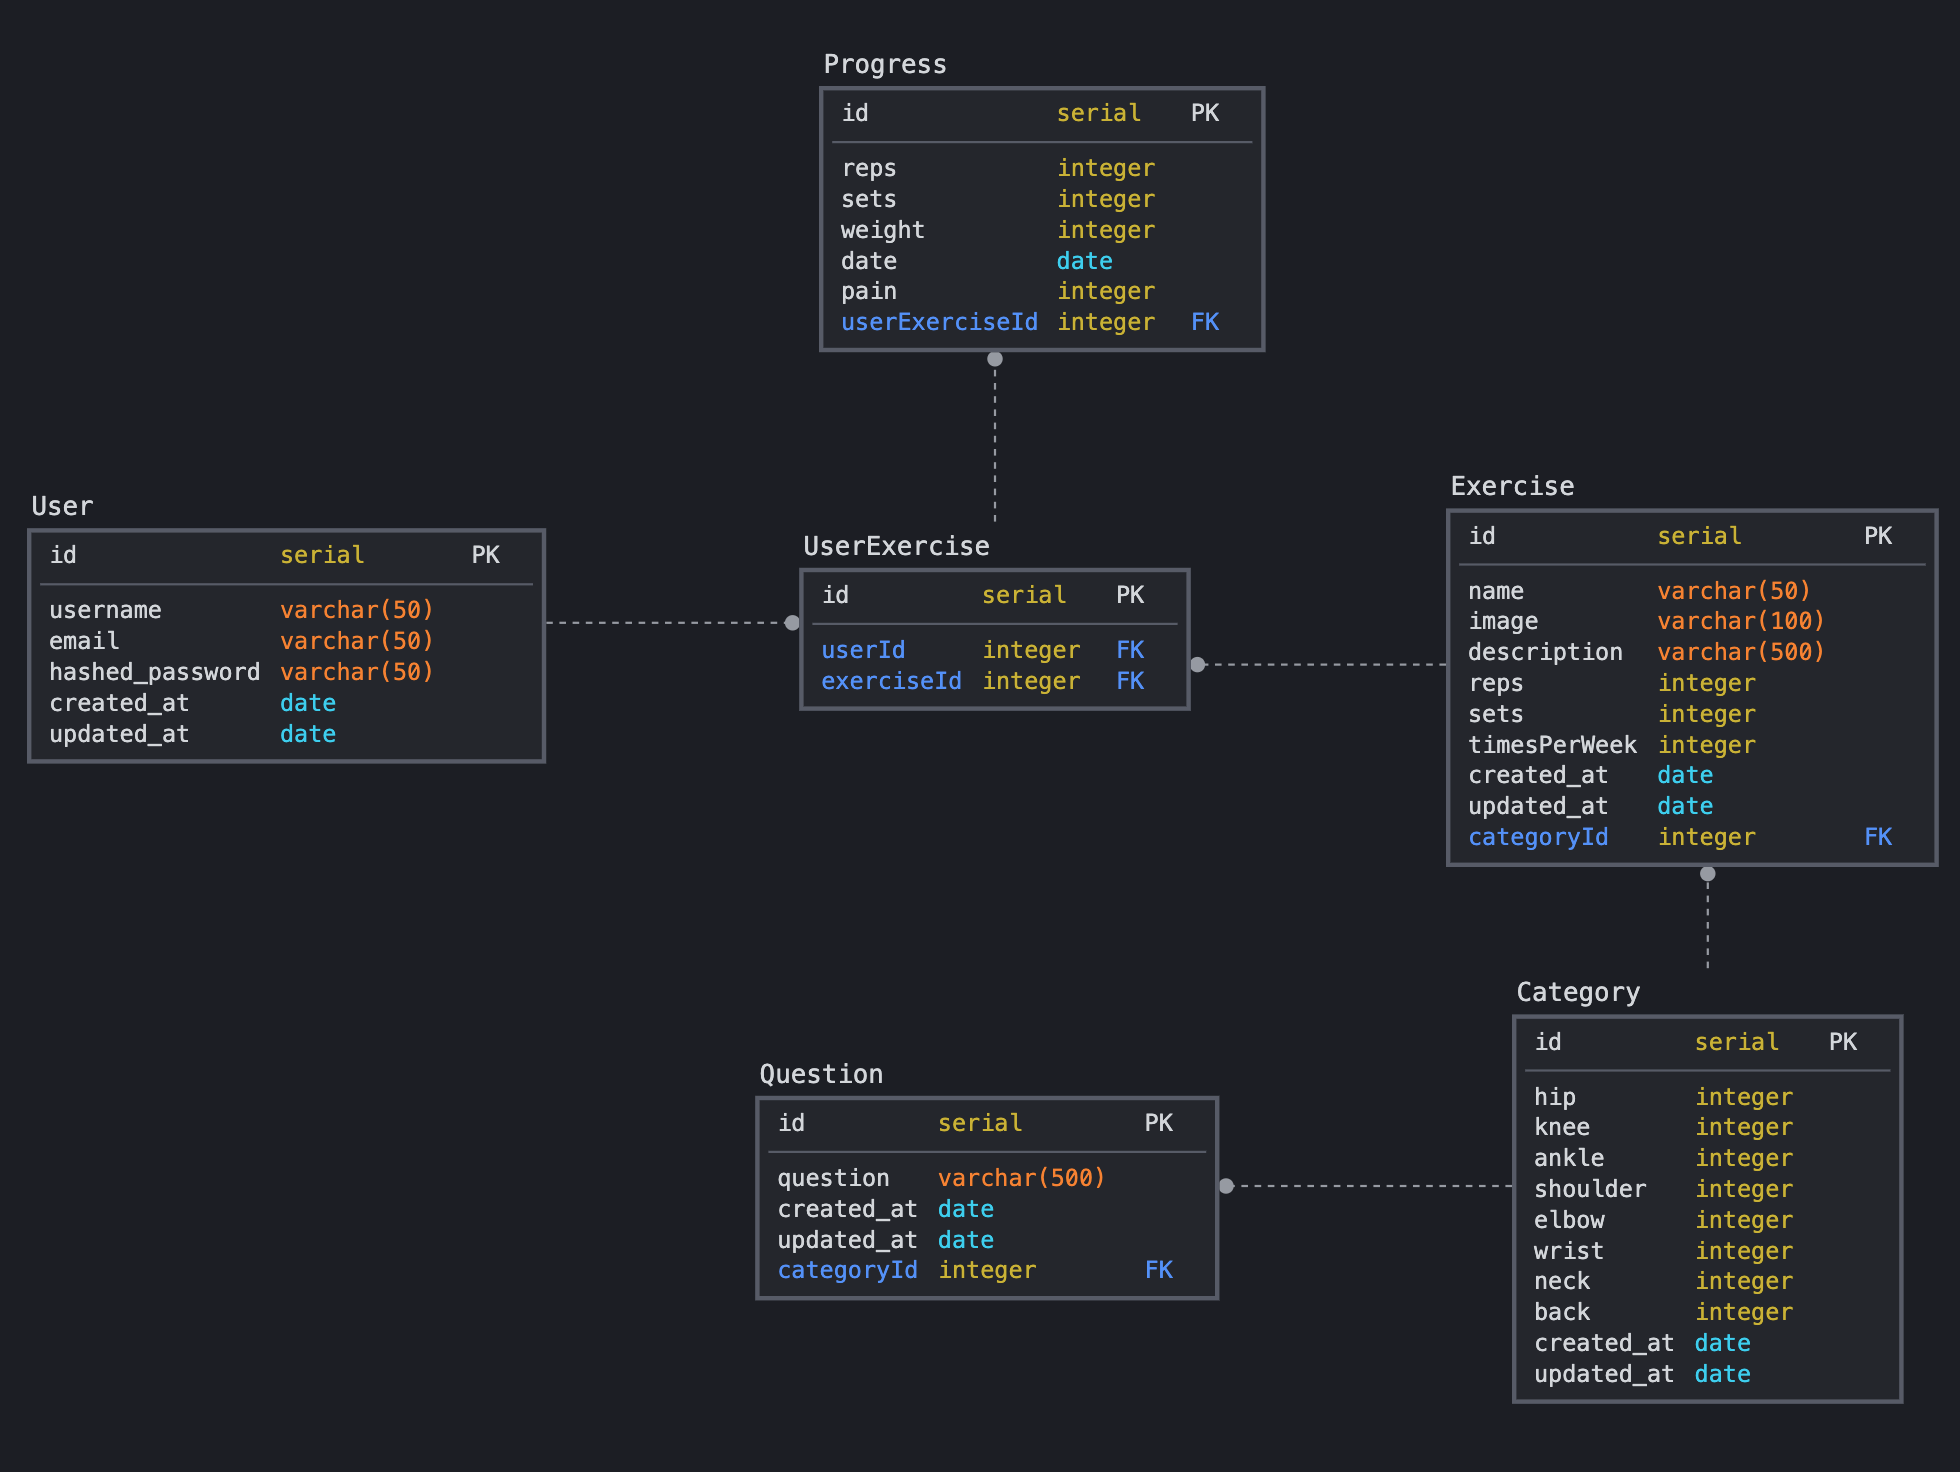 Progress
id serial PK
reps integer
sets integer
weight integer
date date
pain integer
userExerciseId integer FK
User
id serial PK
username varchar(50)
email varchar(50)
hashed_password varchar(50)
created_at date
updated_at date
UserExercise
id serial PK
userId integer FK
exerciseId integer FK
Exercise
id serial PK
name varchar(50)
image varchar(100)
description varchar(500)
reps integer
sets integer
timesPerWeek integer
created_at date
updated_at date
categoryId integer FK
Question
id serial PK
question varchar(500)
created_at date
updated_at date
categoryId integer FK
Category
id serial PK
hip integer
knee integer
ankle integer
shoulder integer
elbow integer
wrist integer
neck integer
back integer
created_at date
updated_at date